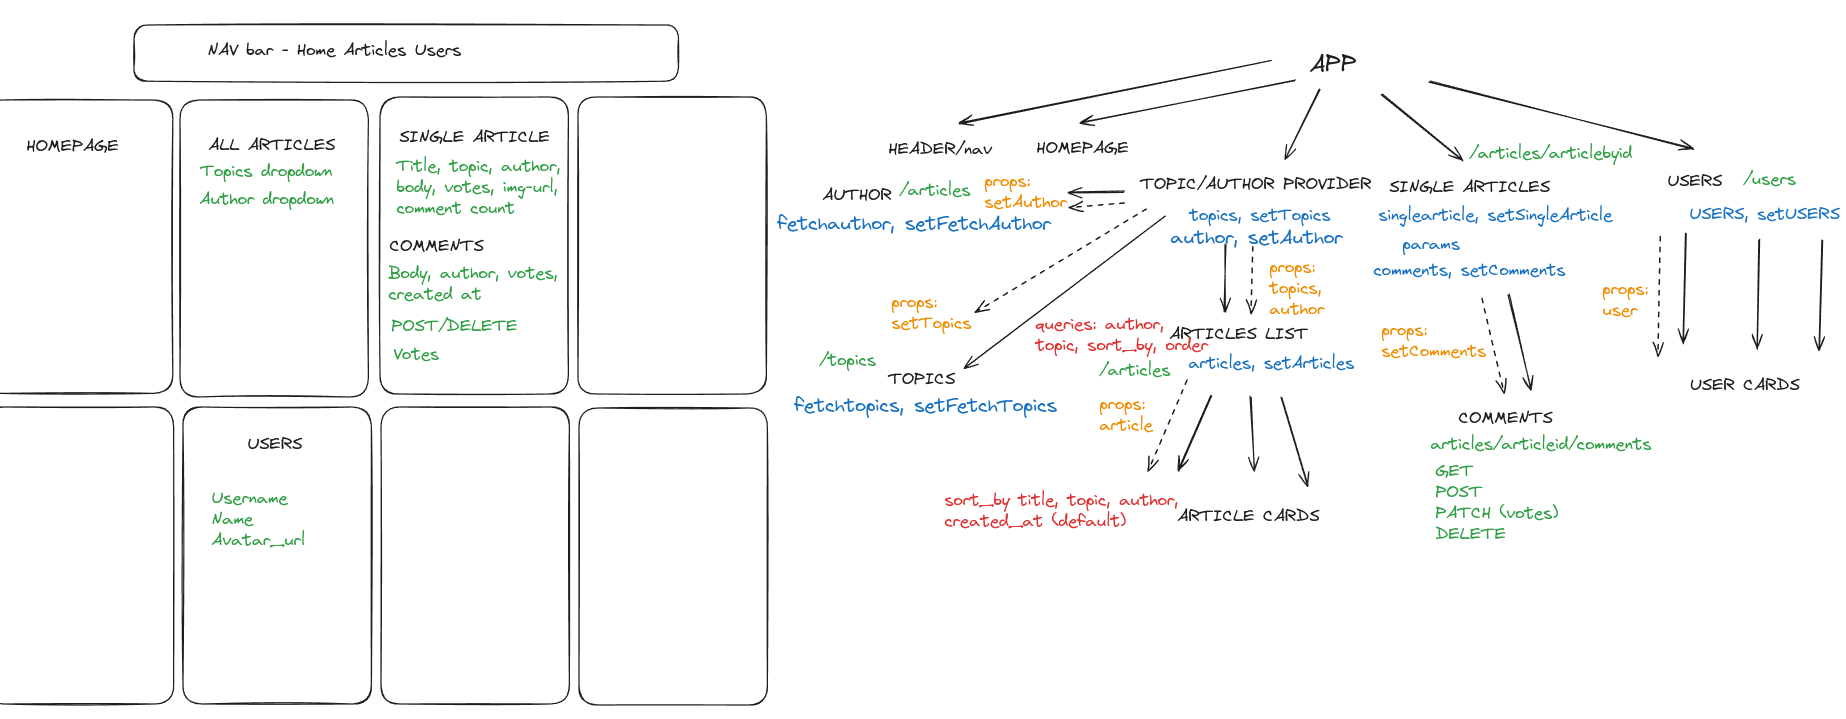 NAV bar - Home Articles Users
HOMEPAGE
ALL ARTICLES
Topics dropdown
Author dropdown
SINGLE ARTICLE
Title, topic, author,
body, votes, img-url,
comment count
COMMENTS
Body, author, votes,
created at
POST/DELETE
Votes
USERS
Username
Name
Avatar_url
APP
HEADER/nav
HOMEPAGE
AUTHOR
/articles
props:
setAuthor
fetchauthor, setFetchAuthor
TOPIC/AUTHOR PROVIDER
topics, setTopics
author, setAuthor
props:
setTopics
/topics
TOPICS
fetchtopics, setFetchTopics
props:
topics,
author
queries: author,
topic, sort_by, order
ARTICLES LIST
/articles
articles, setArticles
props:
article
sort_by title, topic, author,
created_at (default)
ARTICLE CARDS
/articles/articlebyid
SINGLE ARTICLES
singlearticle, setSingleArticle
params
comments, setComments
props:
setComments
COMMENTS
articles/articleid/comments
GET
POST
PATCH (votes)
DELETE
USERS
/users
USERS, setUSERS
props:
user
USER CARDS